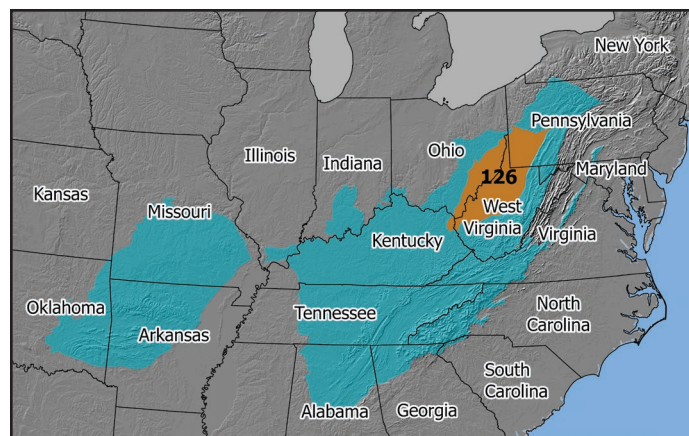 New York
Pennsylvania
Ohio
Illinois
Indiana
Maryland
126
Kansas
Missouri
West
Virginia
Virginia
Kentucky
Oklahoma
Tennessee
North
Carolina
Arkansas
South
Carolina
Alabama
Georgia